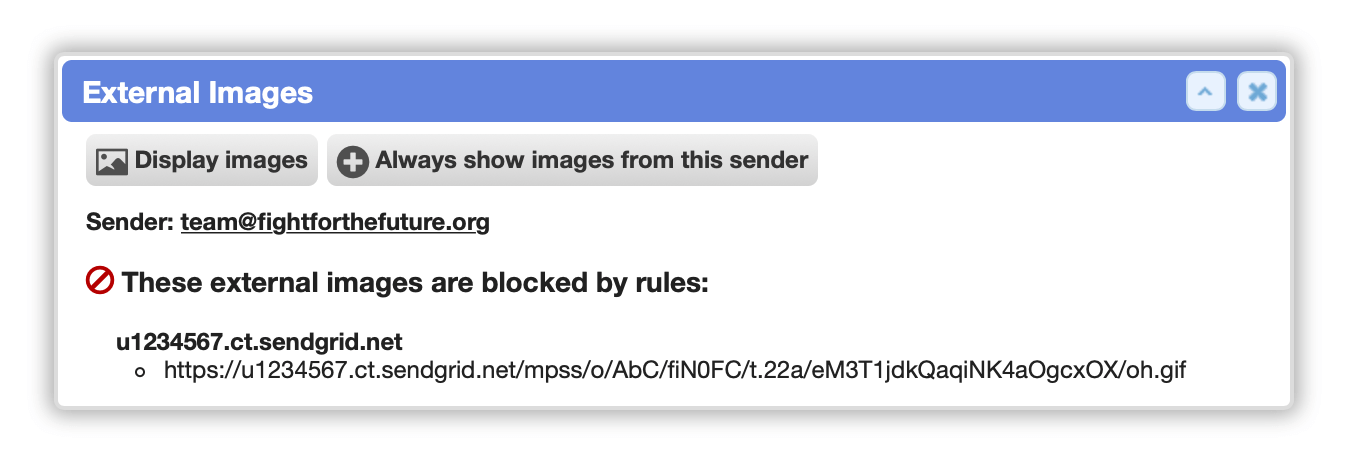 External Images
Display images
Always show images from this sender
Sender: team@fightforthefuture.org
These external images are blocked by rules:
u1234567.ct.sendgrid.net
https://u1234567.ct.sendgrid.net/mpss/o/AbC/fiN0FC/t.22a/eM3T1jdkQaqiNK4aOgcxOX/oh.gif